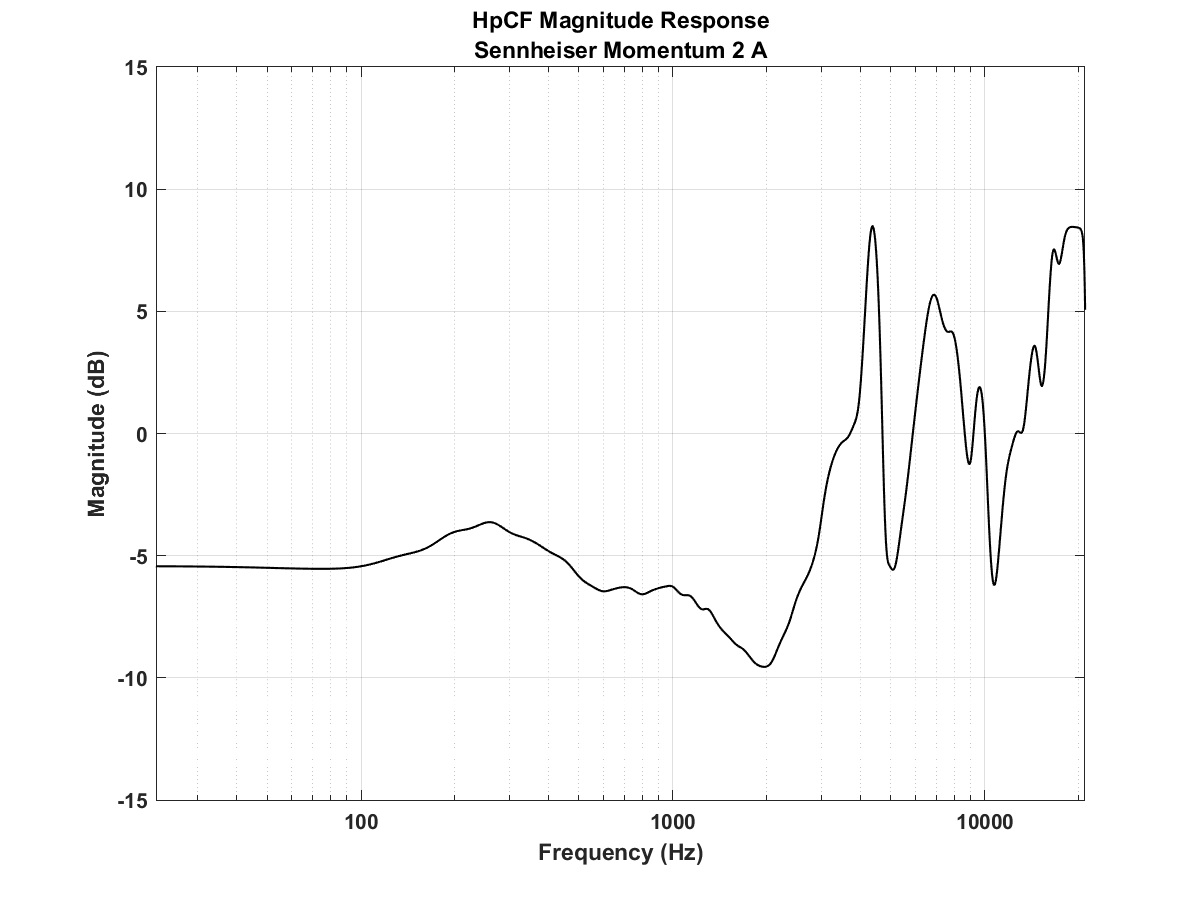 HpCF Magnitude Response
Sennheiser Momentum 2 A
15
10
5
0
-5
-10
-15
Magnitude (dB)
100
1000
10000
Frequency (Hz)